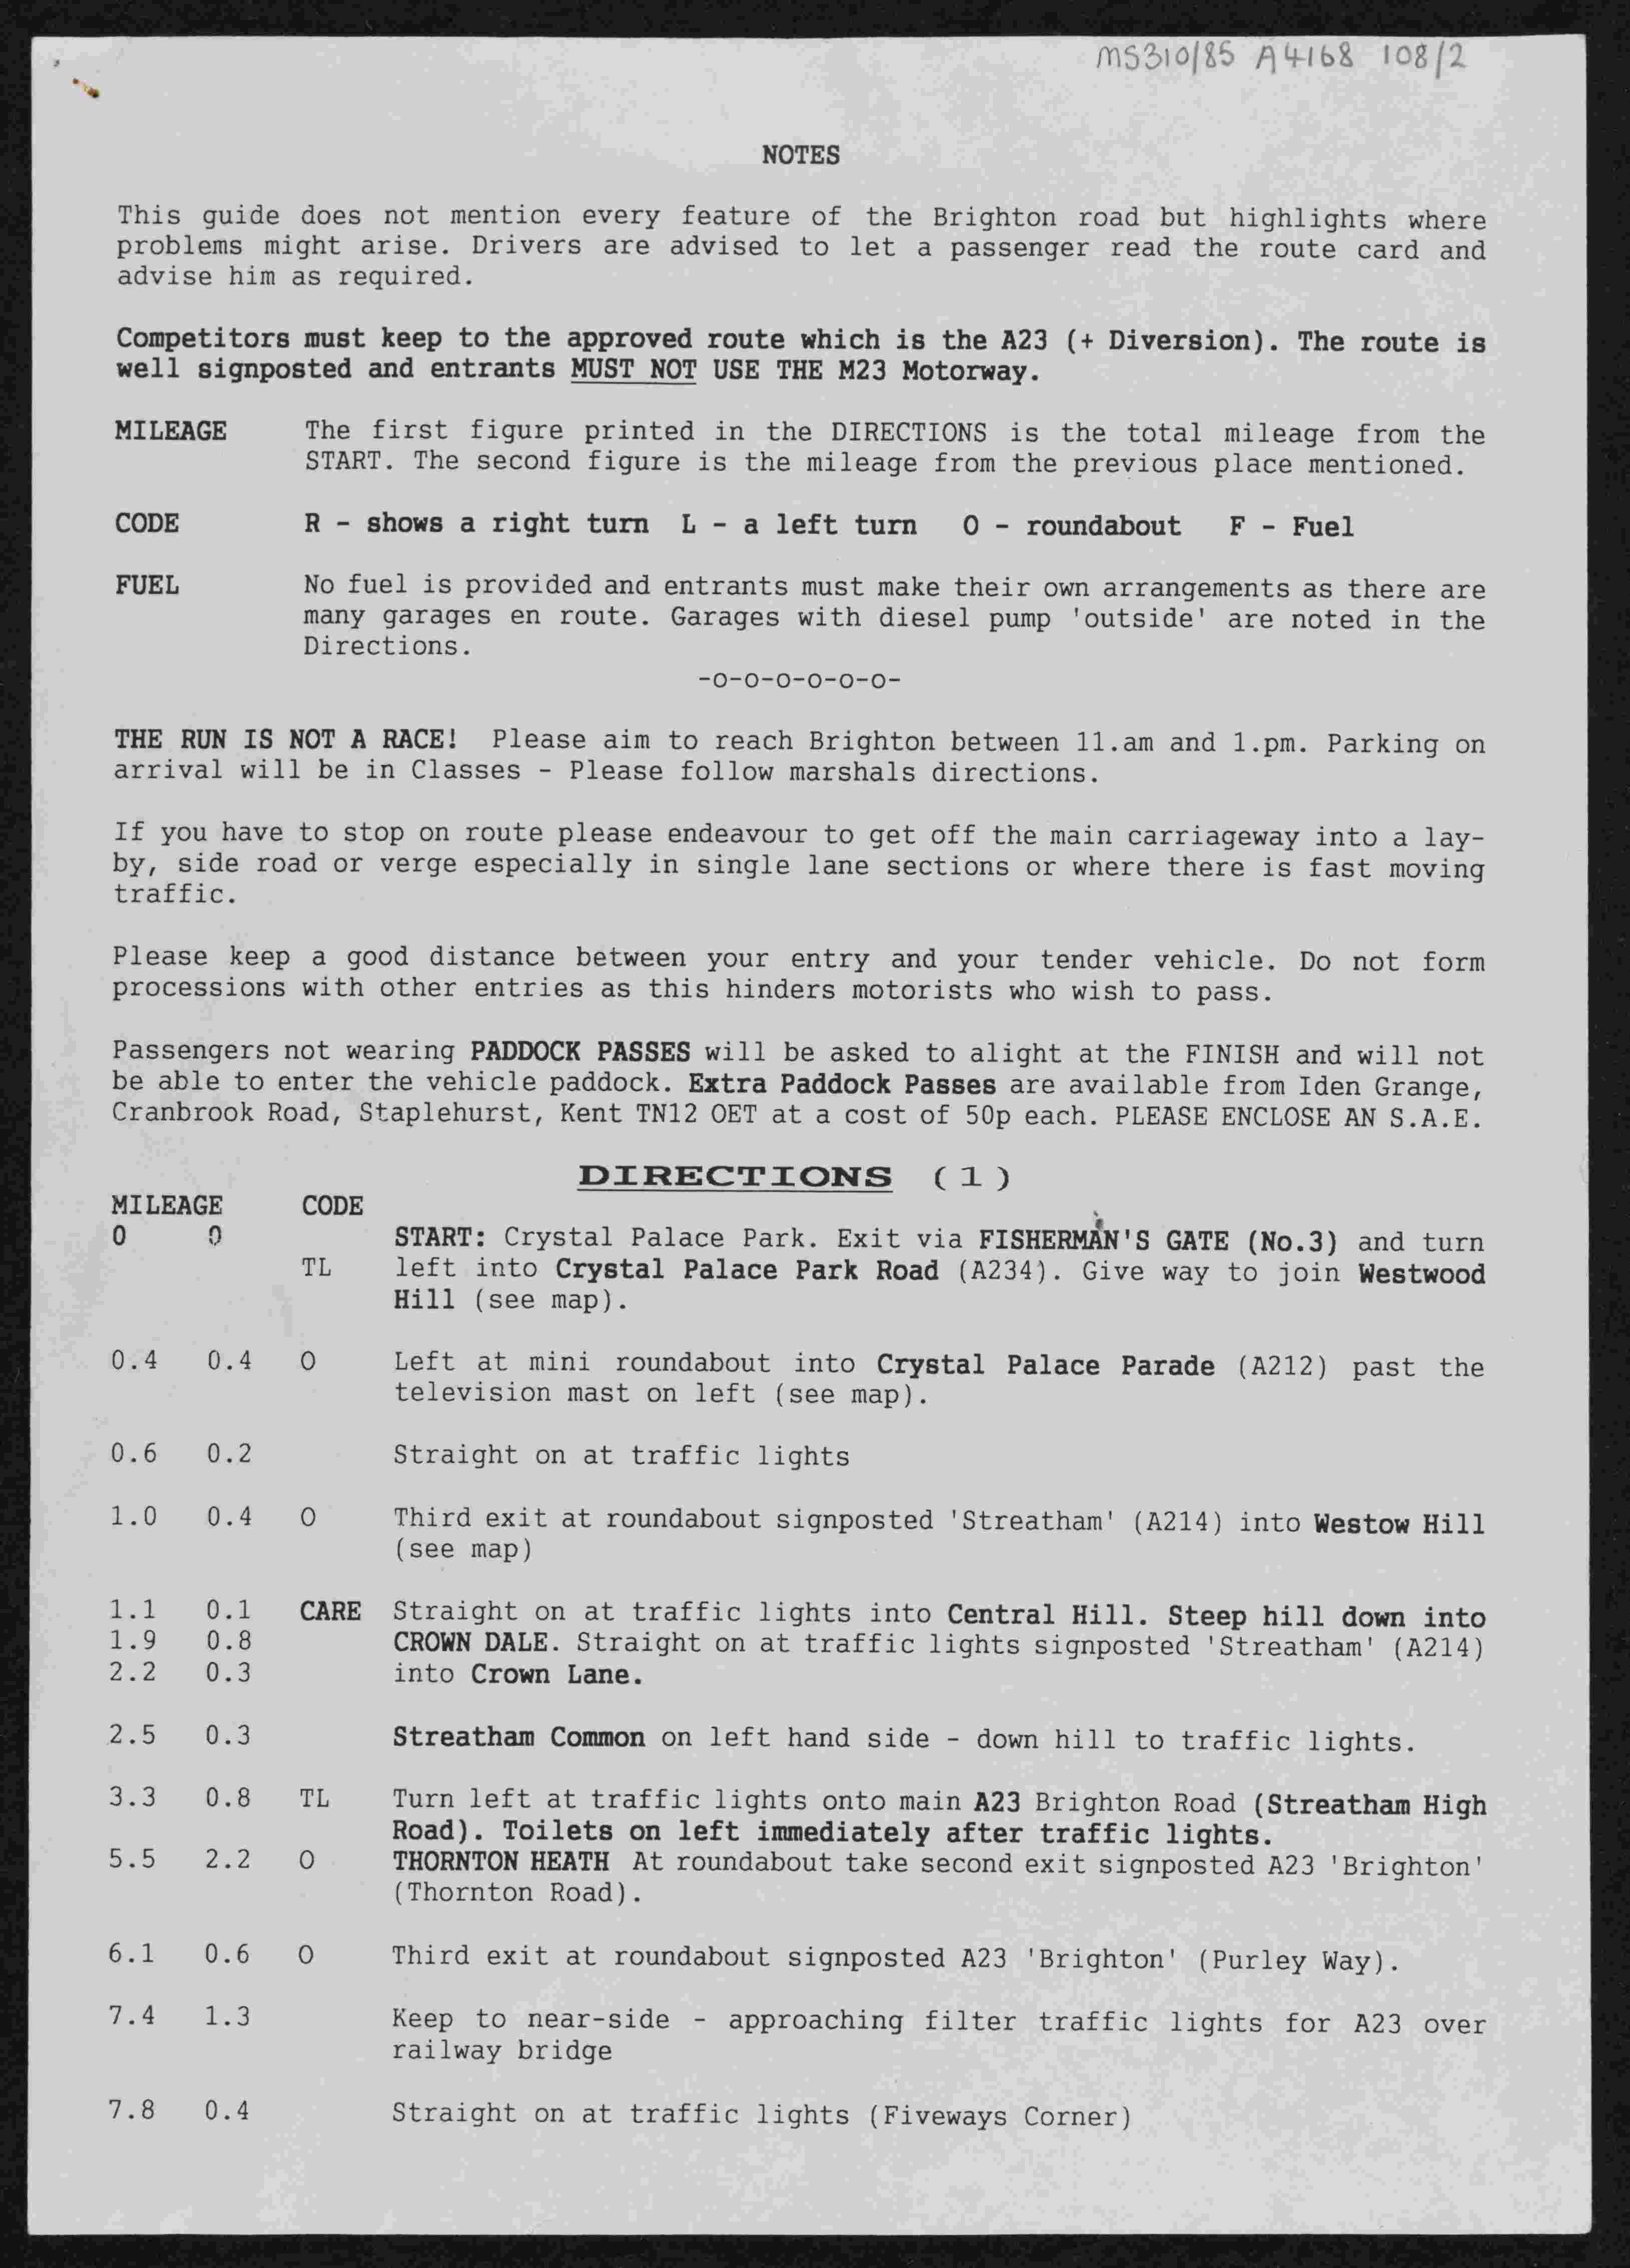 MS310/85 A4168 108/2
NOTES
This guide does not mention every feature of the Brighton road but highlights where
problems might arise. Drivers are advised to let a passenger read the route card and
advise him as required.
Competitors must keep to the approved route which is the A23 (+ Diversion). The route is
well signposted and entrants MUST NOT USE THE M23 Motorway.
MILEAGE The first figure printed in the DIRECTIONS is the total mileage from the
START. The second figure is the mileage from the previous place mentioned.
CODE R - shows a right turn L - a left turn O - roundabout F - Fuel
FUEL No fuel is provided and entrants must make their own arrangements as there are
many garages en route. Garages with diesel pump 'outside' are noted in the
Directions.
-o-o-o-o-o-o-
THE RUN IS NOT A RACE! Please aim to reach Brighton between 11.am and 1.pm. Parking on
arrival will be in Classes - Please follow marshals directions.
If you have to stop on route please endeavour to get off the main carriageway into a lay-
by, side road or verge especially in single lane sections or where there is fast moving
traffic.
Please keep a good distance between your entry and your tender vehicle. Do not form
processions with other entries as this hinders motorists who wish to pass.
Passengers not wearing PADDOCK PASSES will be asked to alight at the FINISH and will not
be able to enter the vehicle paddock. Extra Paddock Passes are available from Iden Grange,
Cranbrook Road, Staplehurst, Kent TN12 OET at a cost of 50p each. PLEASE ENCLOSE AN S.A.E.
DIRECTIONS (1)
MILEAGE CODE
0 0 START: Crystal Palace Park. Exit via FISHERMAN'S GATE (No.3) and turn
TL left into Crystal Palace Park Road (A234). Give way to join Westwood
Hill (see map).
0.4 0.4 O Left at mini roundabout into Crystal Palace Parade (A212) past the
television mast on left (see map).
0.6 0.2 Straight on at traffic lights
1.0 0.4 O Third exit at roundabout signposted 'Streatham' (A214) into Westow Hill
(see map)
1.1 0.1 CARE Straight on at traffic lights into Central Hill. Steep hill down into
1.9 0.8 CROWN DALE. Straight on at traffic lights signposted 'Streatham' (A214)
2.2 0.3 into Crown Lane.
2.5 0.3 Streatham Common on left hand side - down hill to traffic lights.
3.3 0.8 TL Turn left at traffic lights onto main A23 Brighton Road (Streatham High
Road). Toilets on left immediately after traffic lights.
5.5 2.2 O THORNTON HEATH At roundabout take second exit signposted A23 'Brighton'
(Thornton Road).
6.1 0.6 O Third exit at roundabout signposted A23 'Brighton' (Purley Way).
7.4 1.3 Keep to near-side - approaching filter traffic lights for A23 over
railway bridge
7.8 0.4 Straight on at traffic lights (Fiveways Corner)